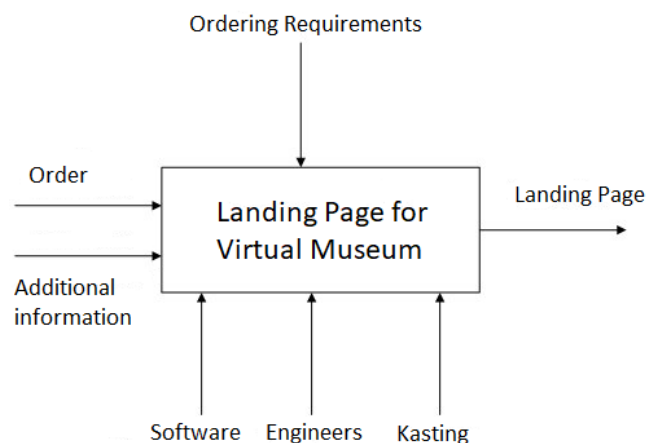 Ordering Requirements
Order
Landing Page for
Virtual Museum
Landing Page
Additional
information
Software
Engineers
Kasting